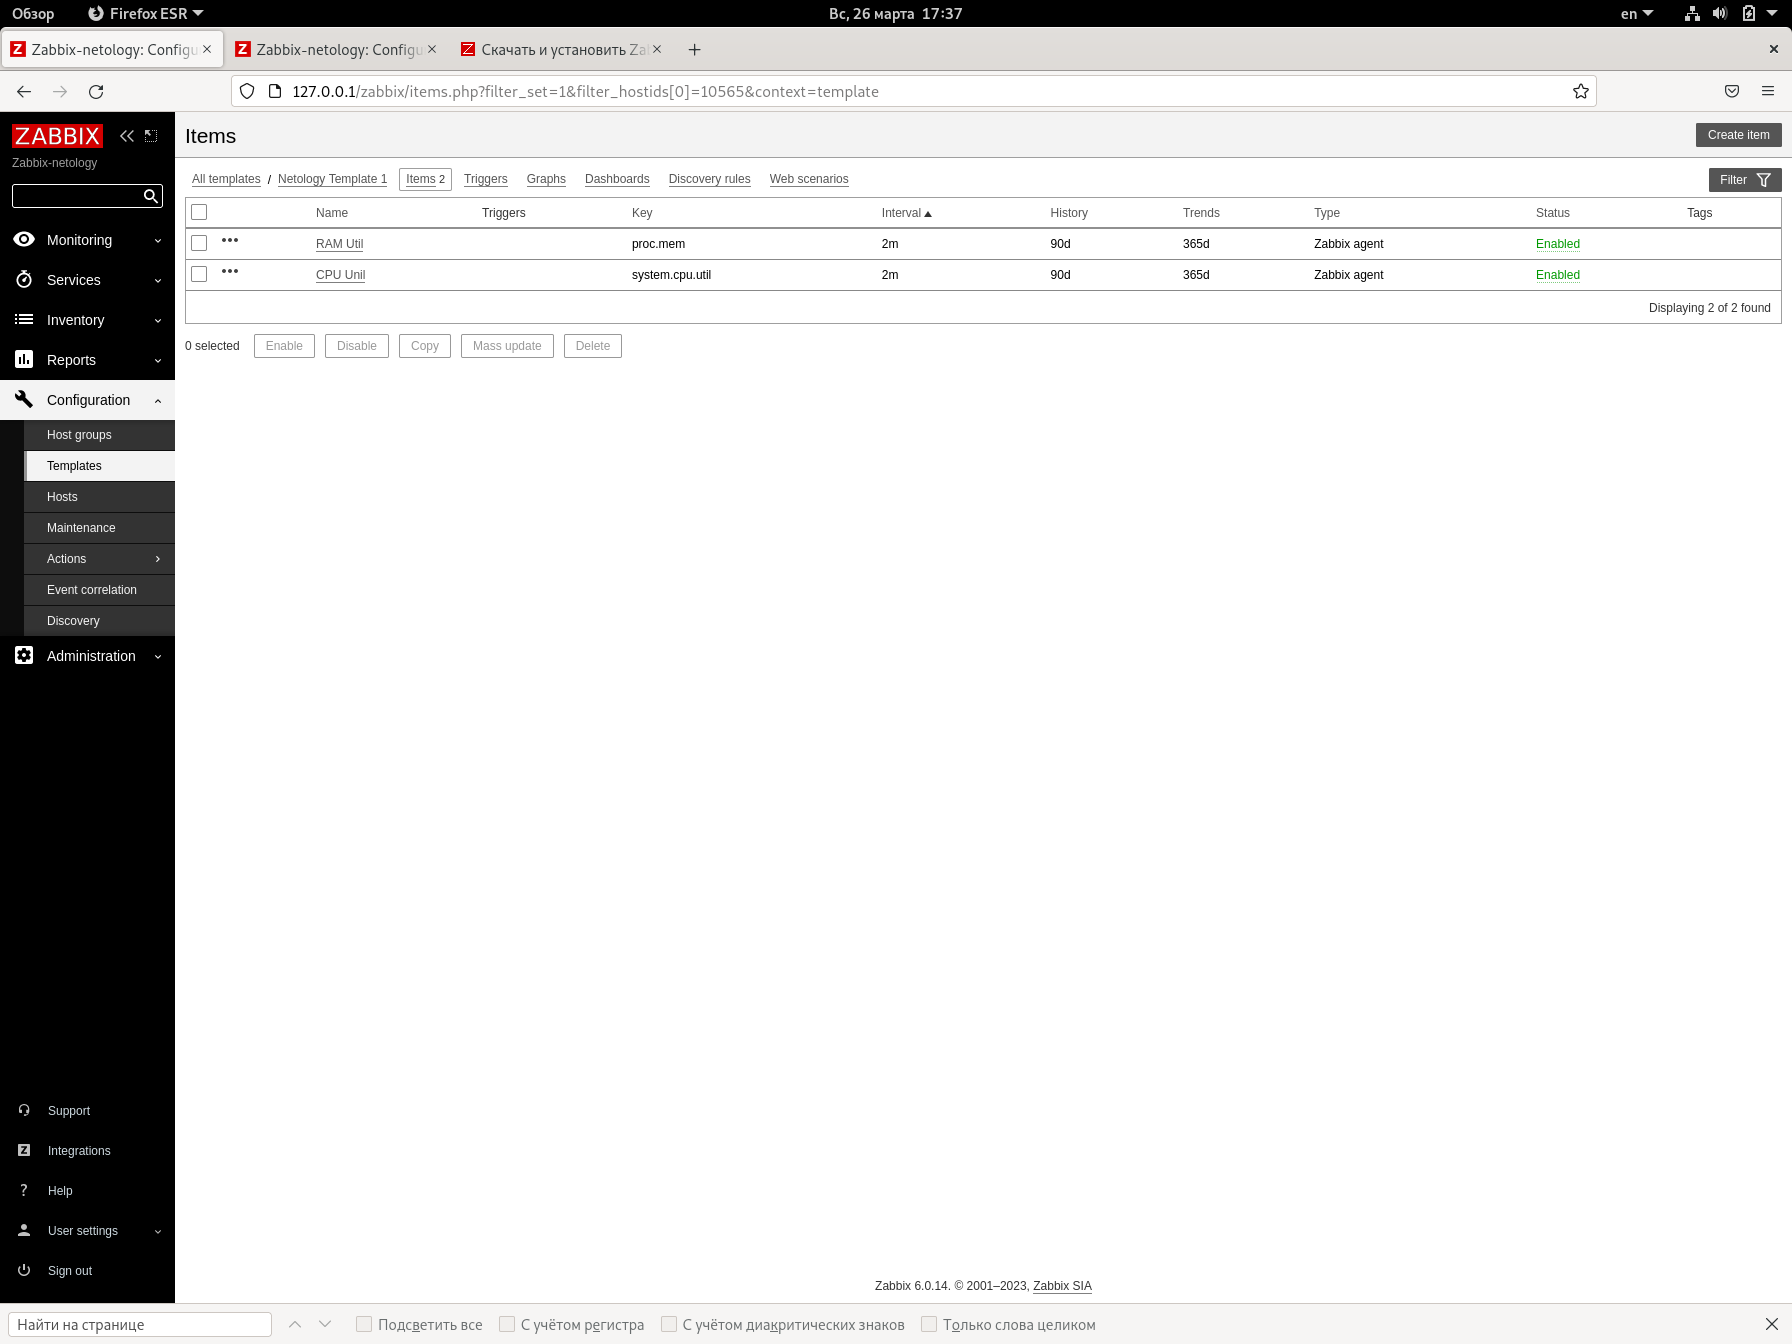 Обзор Firefox ESR Вс, 26 марта 17:37 en
Zabbix-netology: Configu Zabbix-netology: Configu Скачать и установить Zab
127.0.0.1/zabbix/items.php?filter_set=1&filter_hostids[0]=10565&context=template
ZABBIX
Zabbix-netology
Monitoring
Services
Inventory
Reports
Configuration
Host groups
Templates
Hosts
Maintenance
Actions
Event correlation
Discovery
Administration
Support
Integrations
Help
User settings
Sign out
Items
Create item
All templates / Netology Template 1 Items 2 Triggers Graphs Dashboards Discovery rules Web scenarios
Filter
Name Triggers Key Interval History Trends Type Status Tags
RAM Util proc.mem 2m 90d 365d Zabbix agent Enabled
CPU Unil system.cpu.util 2m 90d 365d Zabbix agent Enabled
Displaying 2 of 2 found
0 selected Enable Disable Copy Mass update Delete
Zabbix 6.0.14. © 2001–2023, Zabbix SIA
Найти на странице Подсветить все С учётом регистра С учётом диакритических знаков Только слова целиком